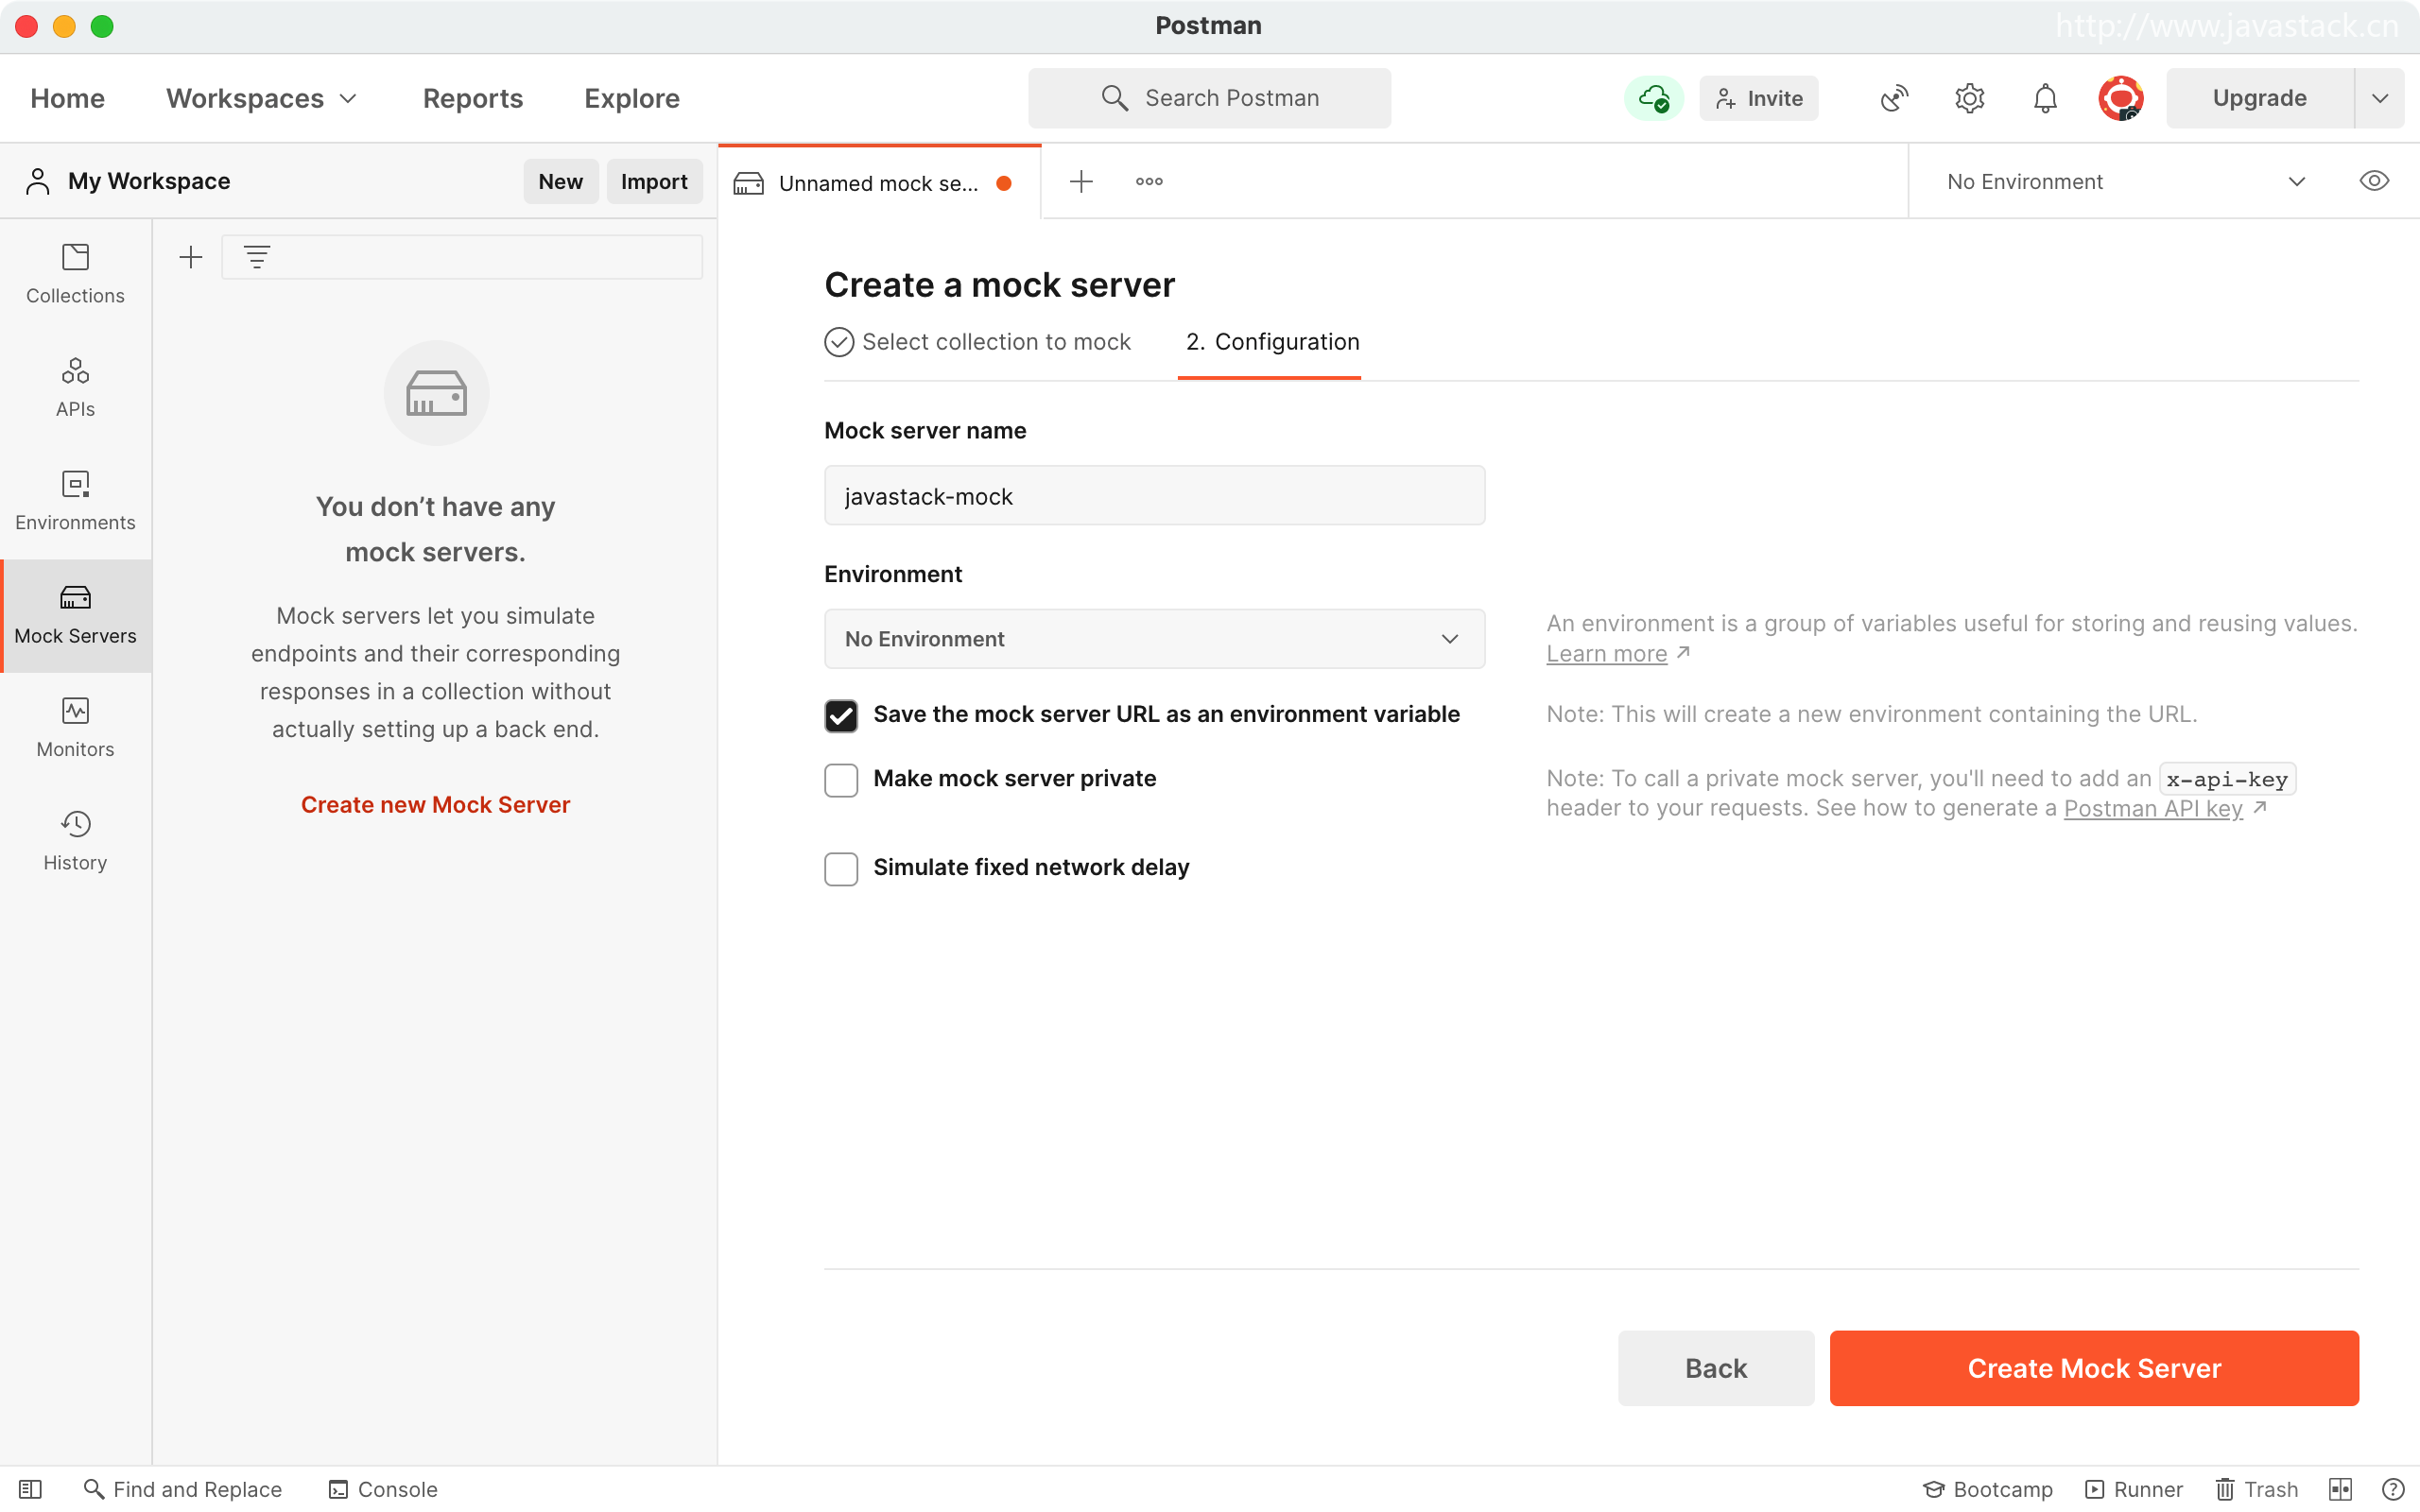 Postman
http://www.javastack.cn
Home
Workspaces
Reports
Explore
Search Postman
Invite
Upgrade
My Workspace
New
Import
Unnamed mock se...
No Environment
Collections
APIs
Environments
Mock Servers
Monitors
History
You don’t have any
mock servers.
Mock servers let you simulate
endpoints and their corresponding
responses in a collection without
actually setting up a back end.
Create new Mock Server
Create a mock server
Select collection to mock
2. Configuration
Mock server name
javastack-mock
Environment
No Environment
An environment is a group of variables useful for storing and reusing values.
Learn more ↗
Save the mock server URL as an environment variable
Note: This will create a new environment containing the URL.
Make mock server private
Note: To call a private mock server, you'll need to add an x-api-key
header to your requests. See how to generate a Postman API key ↗
Simulate fixed network delay
Back
Create Mock Server
Find and Replace
Console
Bootcamp
Runner
Trash